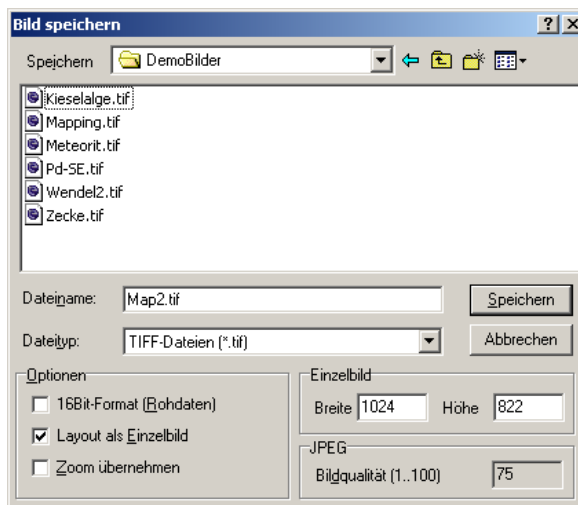 Bild speichern
Speichern DemoBilder
Kieselalge.tif
Mapping.tif
Meteorit.tif
Pd-SE.tif
Wendel2.tif
Zecke.tif
Dateiname: Map2.tif Speichern
Dateityp: TIFF-Dateien (*.tif) Abbrechen
Optionen
16Bit-Format (Rohdaten)
Layout als Einzelbild
Zoom übernehmen
Einzelbild
Breite 1024 Höhe 822
JPEG
Bildqualität (1..100) 75